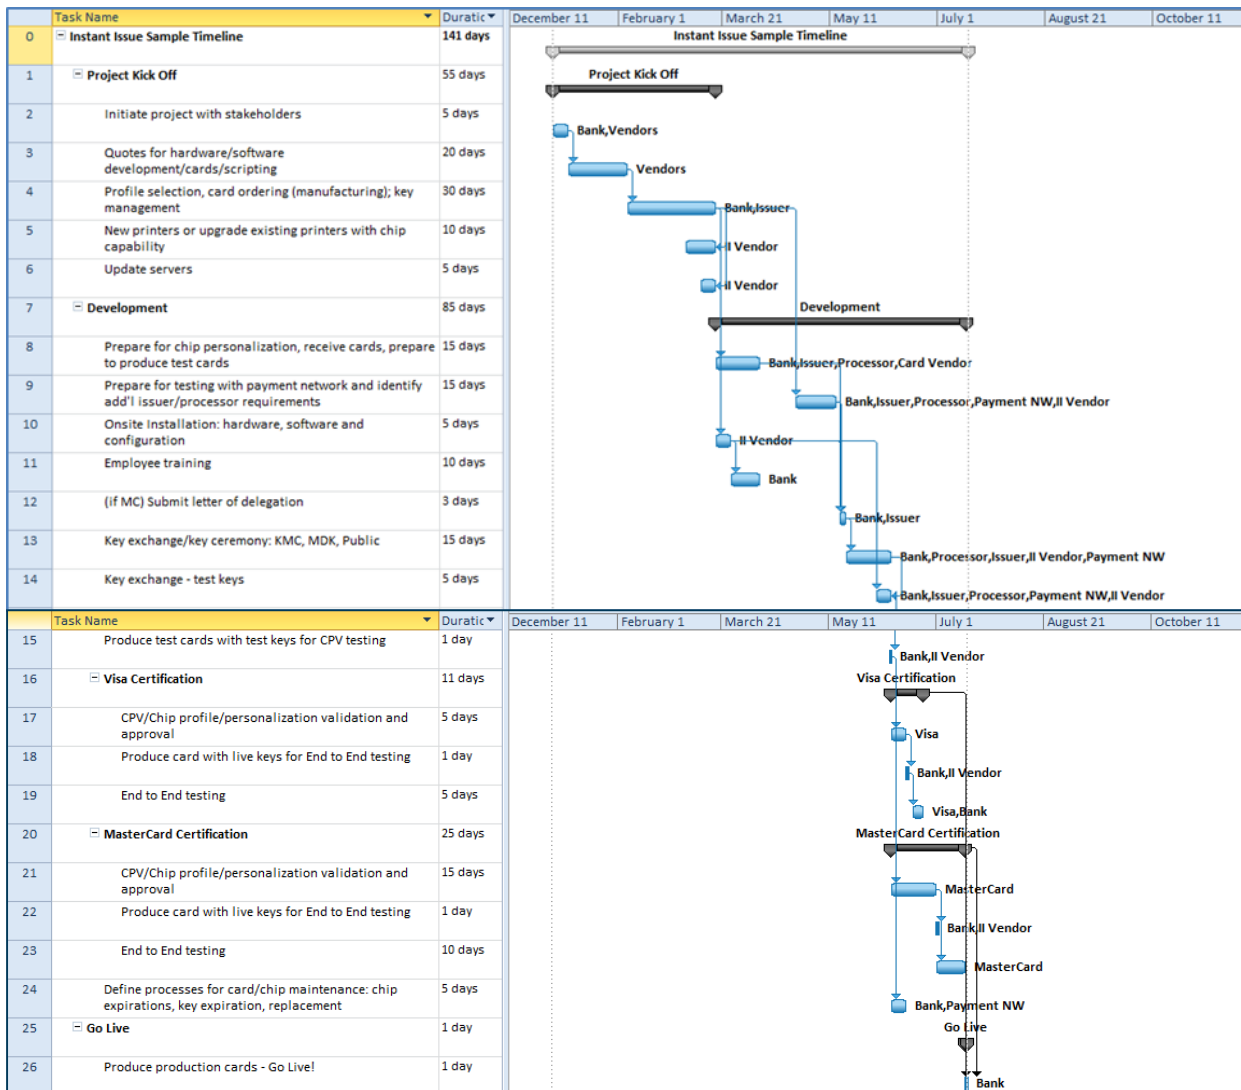 Task Name Duratic December 11 February 1 March 21 May 11 July 1 August 21 October 11
0 Instant Issue Sample Timeline 141 days Instant Issue Sample Timeline
1 Project Kick Off 55 days Project Kick Off
2 Initiate project with stakeholders 5 days Bank,Vendors
3 Quotes for hardware/software 20 days Vendors
development/cards/scripting
4 Profile selection, card ordering (manufacturing); key 30 days Bank,Issuer
management
5 New printers or upgrade existing printers with chip 10 days II Vendor
capability
6 Update servers 5 days II Vendor
7 Development 85 days Development
8 Prepare for chip personalization, receive cards, prepare 15 days Bank,Issuer,Processor,Card Vendor
to produce test cards
9 Prepare for testing with payment network and identify 15 days Bank,Issuer,Processor,Payment NW,II Vendor
add'l issuer/processor requirements
10 Onsite Installation: hardware, software and 5 days II Vendor
configuration
11 Employee training 10 days Bank
12 (if MC) Submit letter of delegation 3 days Bank,Issuer
13 Key exchange/key ceremony: KMC, MDK, Public 15 days Bank,Processor,Issuer,II Vendor,Payment NW
14 Key exchange - test keys 5 days Bank,Issuer,Processor,Payment NW,II Vendor
Task Name Duratic December 11 February 1 March 21 May 11 July 1 August 21 October 11
15 Produce test cards with test keys for CPV testing 1 day Bank,II Vendor
16 Visa Certification 11 days Visa Certification
17 CPV/Chip profile/personalization validation and 5 days Visa
approval
18 Produce card with live keys for End to End testing 1 day Bank,II Vendor
19 End to End testing 5 days Visa,Bank
20 MasterCard Certification 25 days MasterCard Certification
21 CPV/Chip profile/personalization validation and 15 days MasterCard
approval
22 Produce card with live keys for End to End testing 1 day Bank,II Vendor
23 End to End testing 10 days MasterCard
24 Define processes for card/chip maintenance: chip 5 days Bank,Payment NW
expirations, key expiration, replacement
25 Go Live 1 day Go Live
26 Produce production cards - Go Live! 1 day Bank